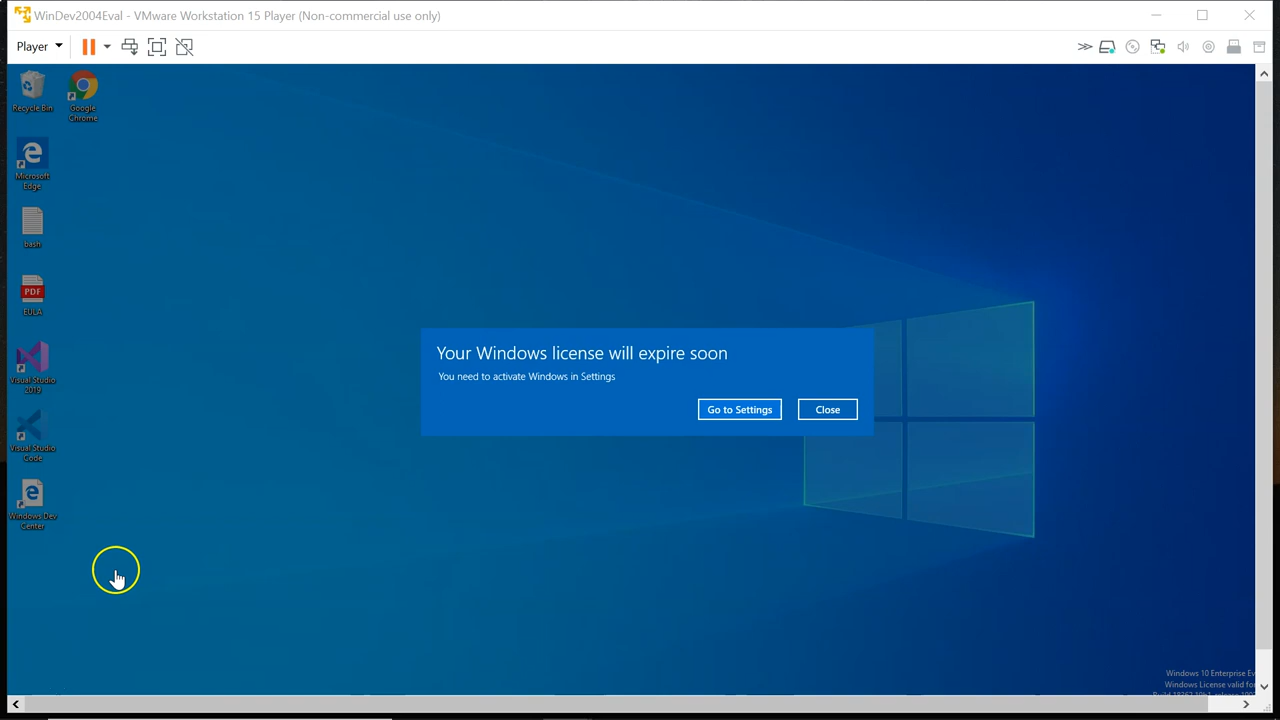 WinDev2004Eval - VMware Workstation 15 Player (Non-commercial use only)
Player
Recycle Bin
Google
Chrome
Microsoft
Edge
bash
PDF
EULA
Visual Studio
2019
Visual Studio
Code
Windows Dev
Center
Your Windows license will expire soon
You need to activate Windows in Settings
Go to Settings
Close
Windows 10 Enterprise Ev
Windows License valid for